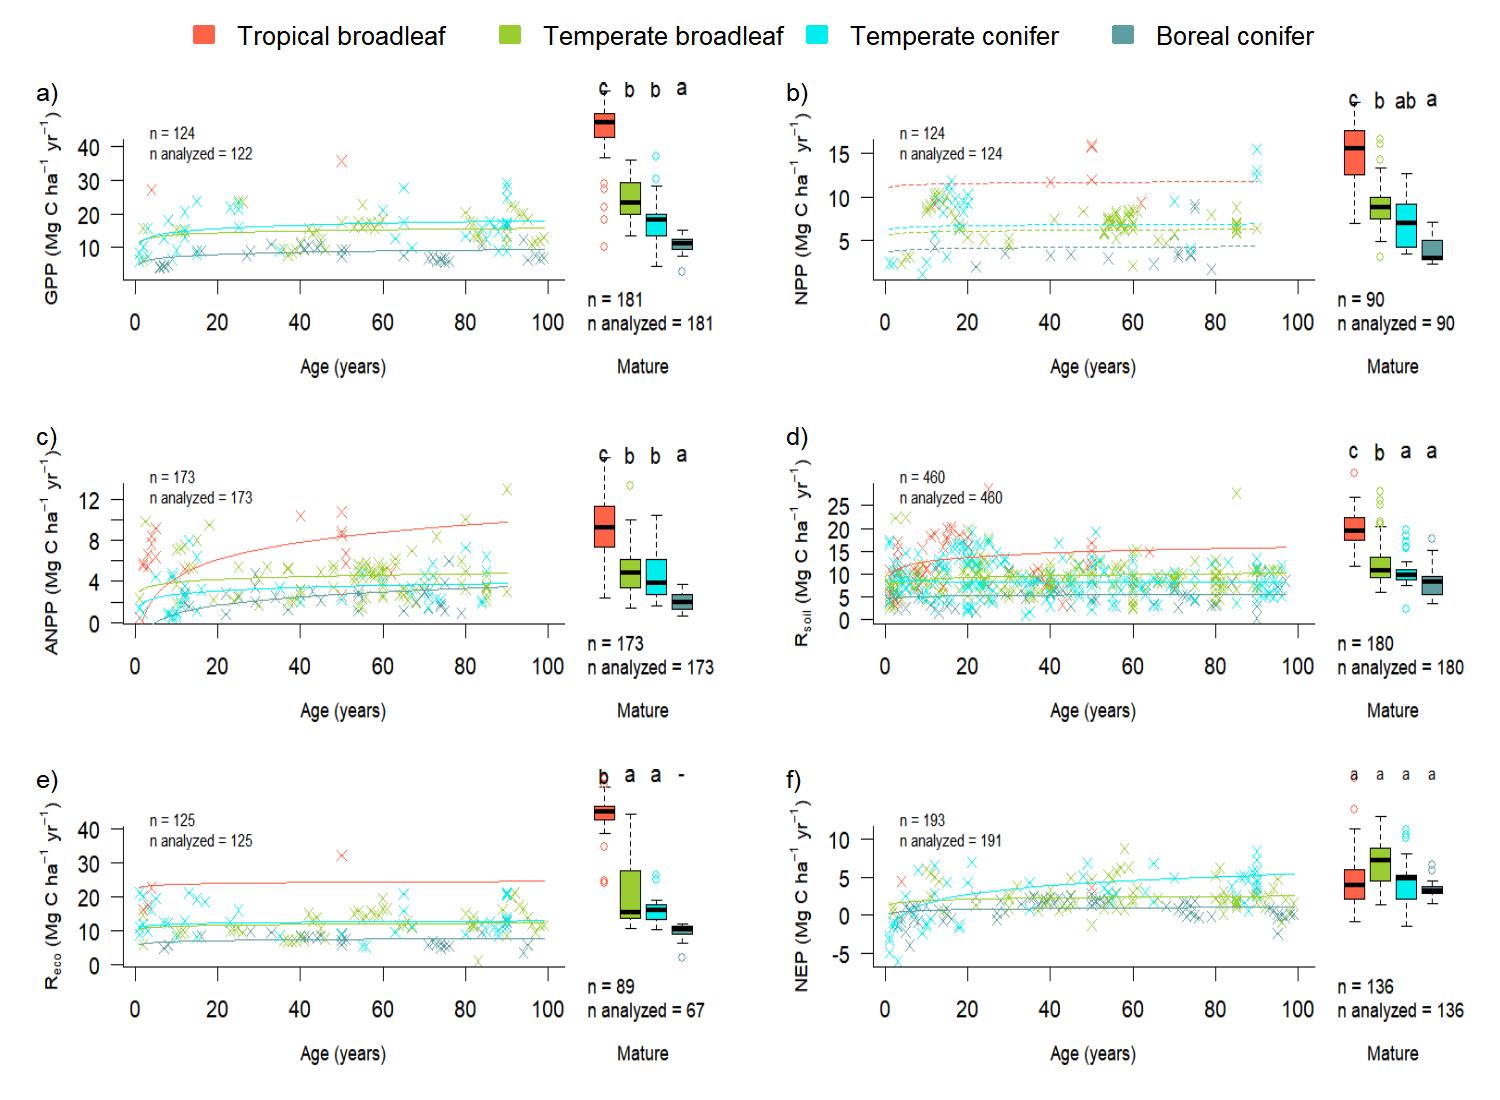 Tropical broadleaf Temperate broadleaf Temperate conifer Boreal conifer
a)
GPP (Mg C ha⁻¹ yr⁻¹)
40
30
20
10
n = 124
n analyzed = 122
0 20 40 60 80 100
Age (years)
c b b a
n = 181
n analyzed = 181
Mature
b)
NPP (Mg C ha⁻¹ yr⁻¹)
15
10
5
n = 124
n analyzed = 124
0 20 40 60 80 100
Age (years)
c b ab a
n = 90
n analyzed = 90
Mature
c)
ANPP (Mg C ha⁻¹ yr⁻¹)
12
8
4
0
n = 173
n analyzed = 173
0 20 40 60 80 100
Age (years)
c b b a
n = 173
n analyzed = 173
Mature
d)
Rsoil (Mg C ha⁻¹ yr⁻¹)
25
20
15
10
5
0
n = 460
n analyzed = 460
0 20 40 60 80 100
Age (years)
c b a a
n = 180
n analyzed = 180
Mature
e)
Reco (Mg C ha⁻¹ yr⁻¹)
40
30
20
10
0
n = 125
n analyzed = 125
0 20 40 60 80 100
Age (years)
b a a -
n = 89
n analyzed = 67
Mature
f)
NEP (Mg C ha⁻¹ yr⁻¹)
10
5
0
-5
n = 193
n analyzed = 191
0 20 40 60 80 100
Age (years)
a a a a
n = 136
n analyzed = 136
Mature